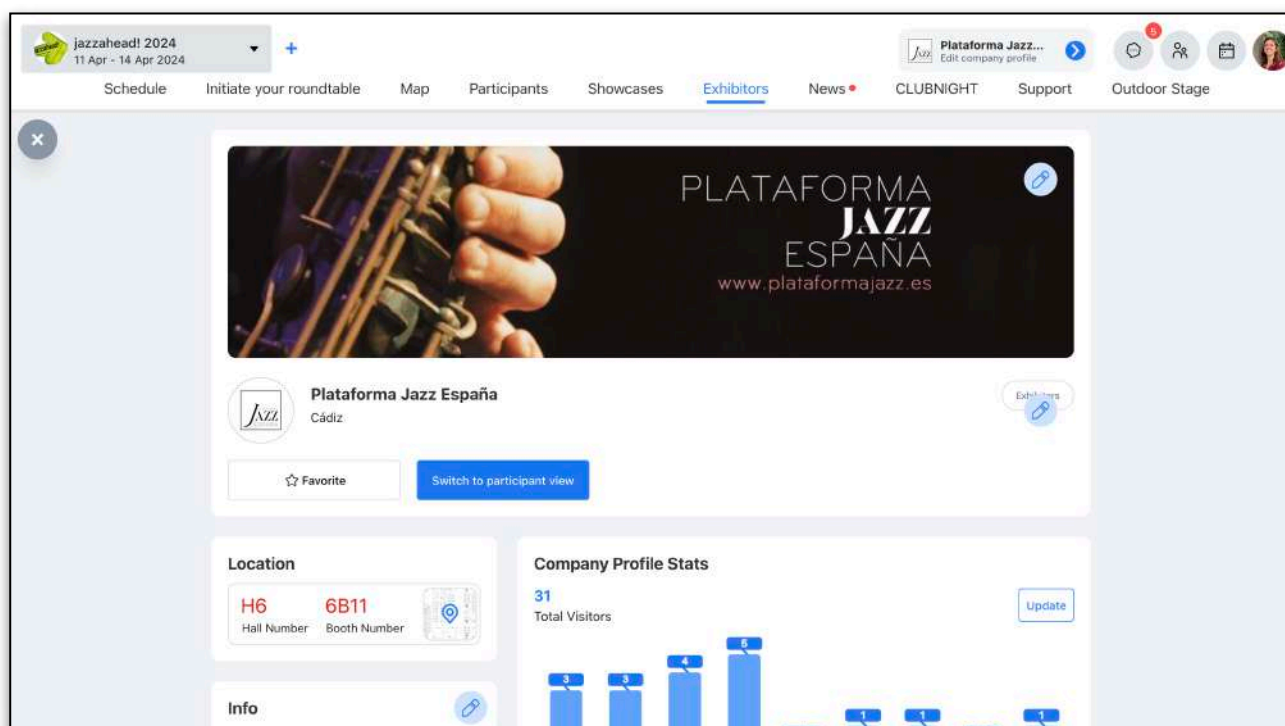 jazzahead! 2024
11 Apr - 14 Apr 2024
Plataforma Jazz...
Edit company profile
5
Schedule Initiate your roundtable Map Participants Showcases Exhibitors News CLUBNIGHT Support Outdoor Stage
PLATAFORMA
JAZZ
ESPAÑA
www.plataformajazz.es
JAZZ
Plataforma Jazz España
Cádiz
Exhibitors
Favorite
Switch to participant view
Location
H6 6B11
Hall Number Booth Number
Company Profile Stats
31
Total Visitors
Update
3 3 4 5 1 1 1
Info